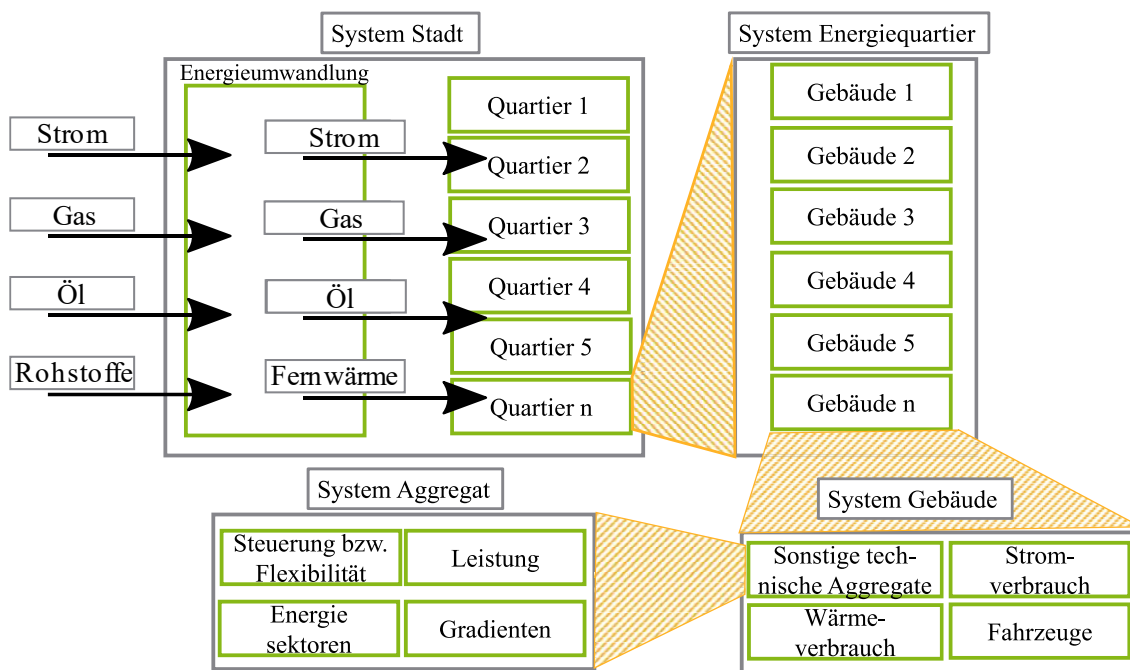 System Stadt
Energieumwandlung
Strom
Gas
Öl
Rohstoffe
Strom
Gas
Öl
Fernwärme
Quartier 1
Quartier 2
Quartier 3
Quartier 4
Quartier 5
Quartier n
System Energiequartier
Gebäude 1
Gebäude 2
Gebäude 3
Gebäude 4
Gebäude 5
Gebäude n
System Aggregat
Steuerung bzw.
Flexibilität
Leistung
Energie
sektoren
Gradienten
System Gebäude
Sonstige tech-
nische Aggregate
Strom-
verbrauch
Wärme-
verbrauch
Fahrzeuge